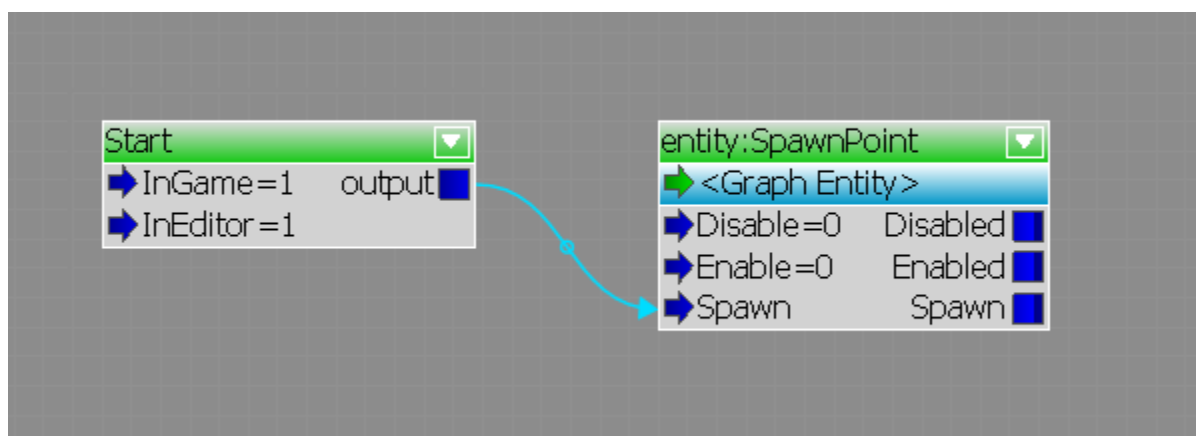 Start
InGame=1 output
InEditor=1
entity:SpawnPoint
<Graph Entity>
Disable=0 Disabled
Enable=0 Enabled
Spawn Spawn